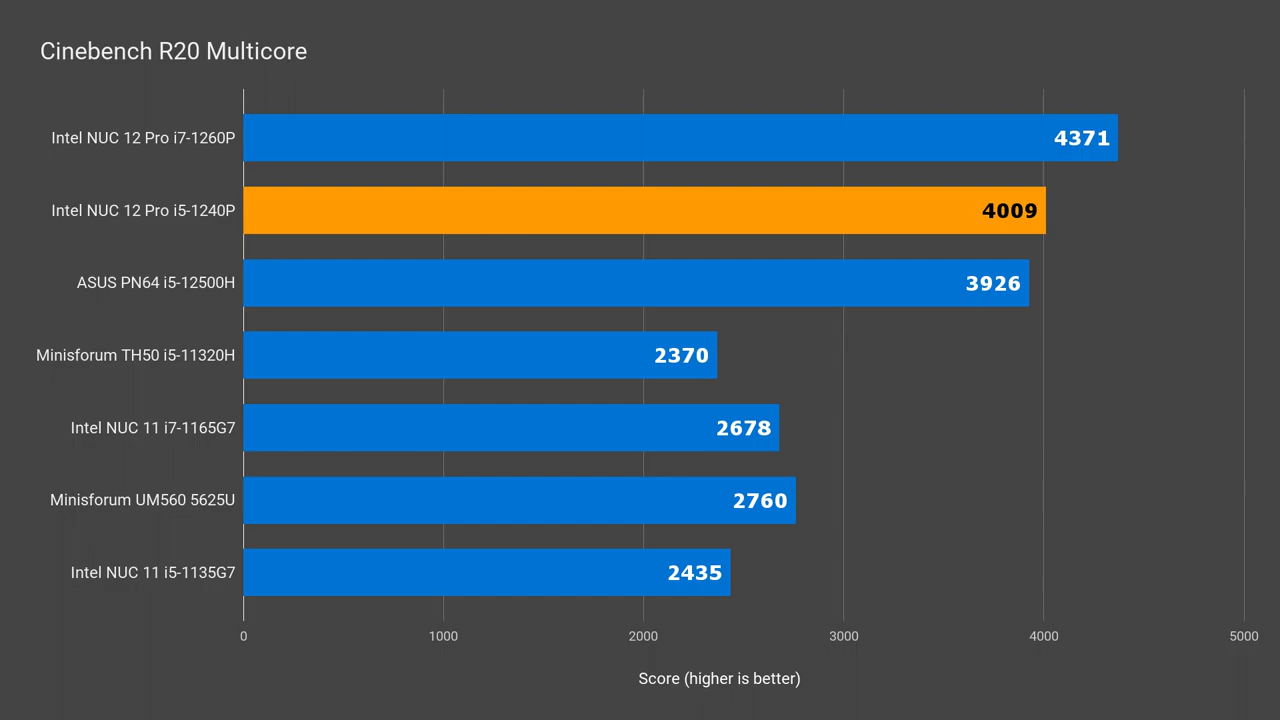 Cinebench R20 Multicore
Intel NUC 12 Pro i7-1260P 4371
Intel NUC 12 Pro i5-1240P 4009
ASUS PN64 i5-12500H 3926
Minisforum TH50 i5-11320H 2370
Intel NUC 11 i7-1165G7 2678
Minisforum UM560 5625U 2760
Intel NUC 11 i5-1135G7 2435
0 1000 2000 3000 4000 5000
Score (higher is better)